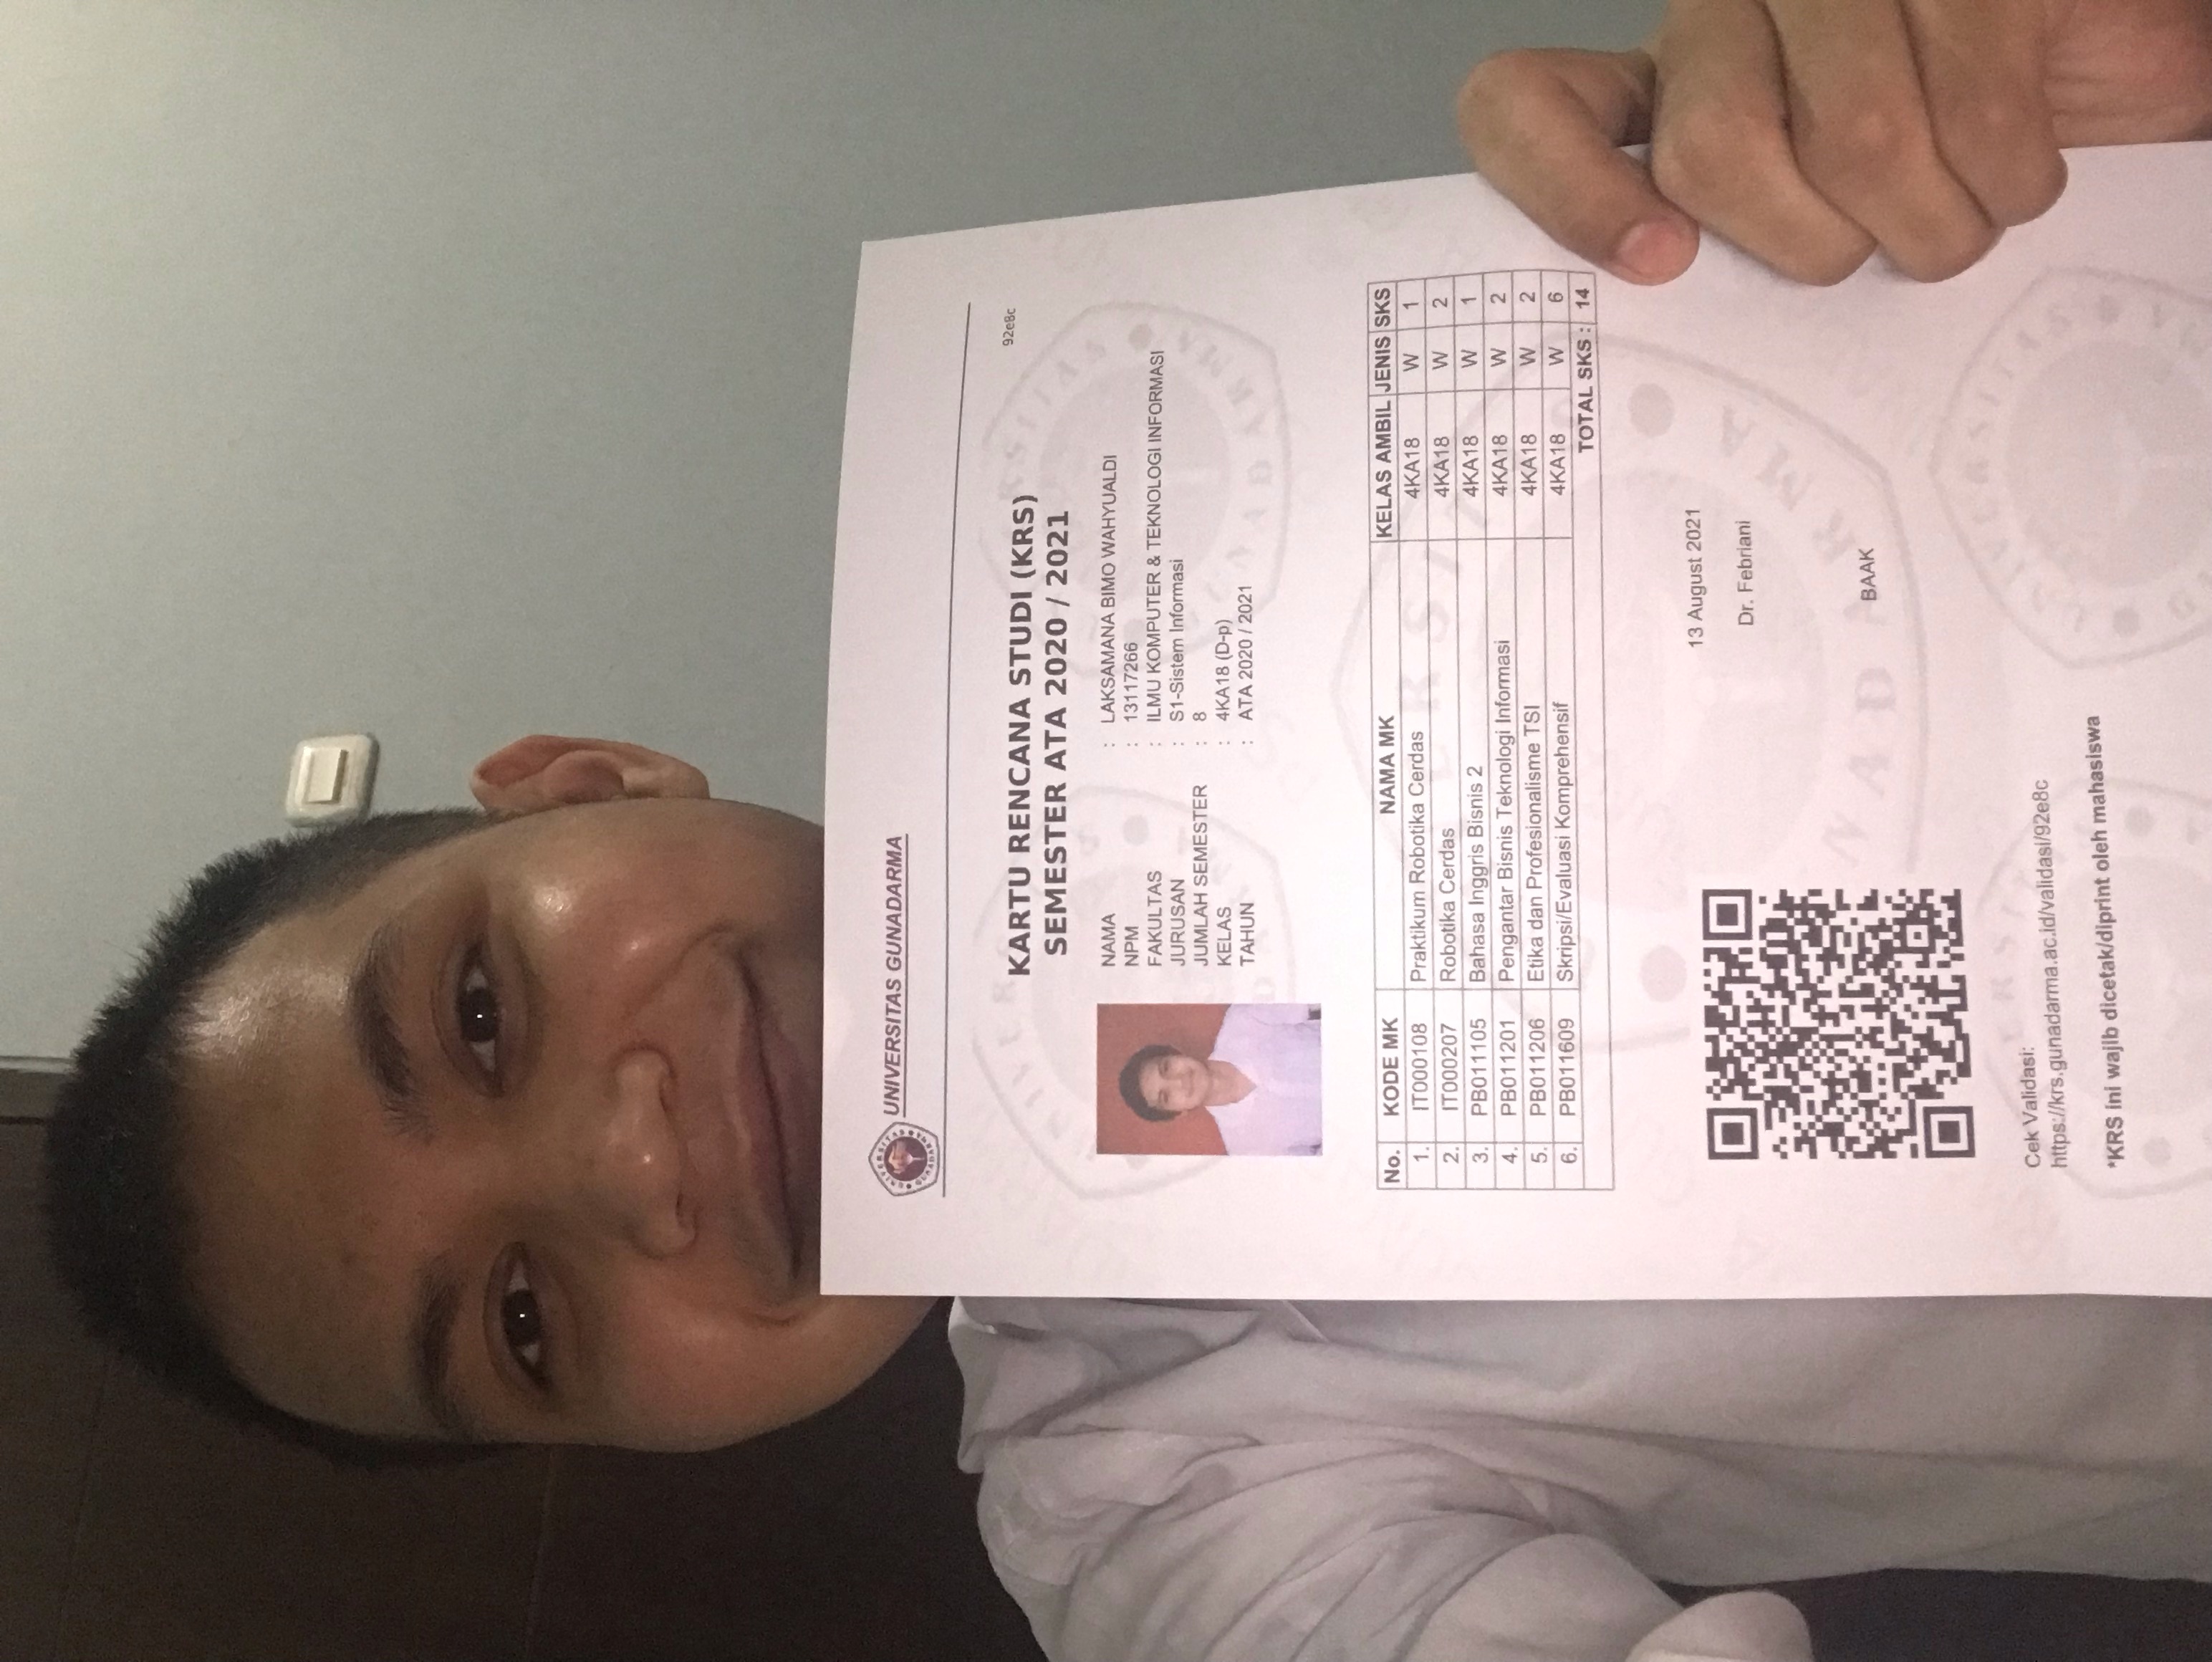 UNIVERSITAS GUNADARMA
92e8c
KARTU RENCANA STUDI (KRS)
SEMESTER ATA 2020 / 2021
NAMA : LAKSAMANA BIMO WAHYUALDI
NPM : 13117266
FAKULTAS : ILMU KOMPUTER & TEKNOLOGI INFORMASI
JURUSAN : S1-Sistem Informasi
JUMLAH SEMESTER : 8
KELAS : 4KA18 (D-p)
TAHUN : ATA 2020 / 2021
No. KODE MK NAMA MK KELAS AMBIL JENIS SKS
1. IT000108 Praktikum Robotika Cerdas 4KA18 W 1
2. IT000207 Robotika Cerdas 4KA18 W 2
3. PB011105 Bahasa Inggris Bisnis 2 4KA18 W 1
4. PB011201 Pengantar Bisnis Teknologi Informasi 4KA18 W 2
5. PB011206 Etika dan Profesionalisme TSI 4KA18 W 2
6. PB011609 Skripsi/Evaluasi Komprehensif 4KA18 W 6
TOTAL SKS : 14
13 August 2021
Dr. Febriani
BAAK
Cek Validasi:
https://krs.gunadarma.ac.id/validasi/92e8c
*KRS ini wajib dicetak/diprint oleh mahasiswa